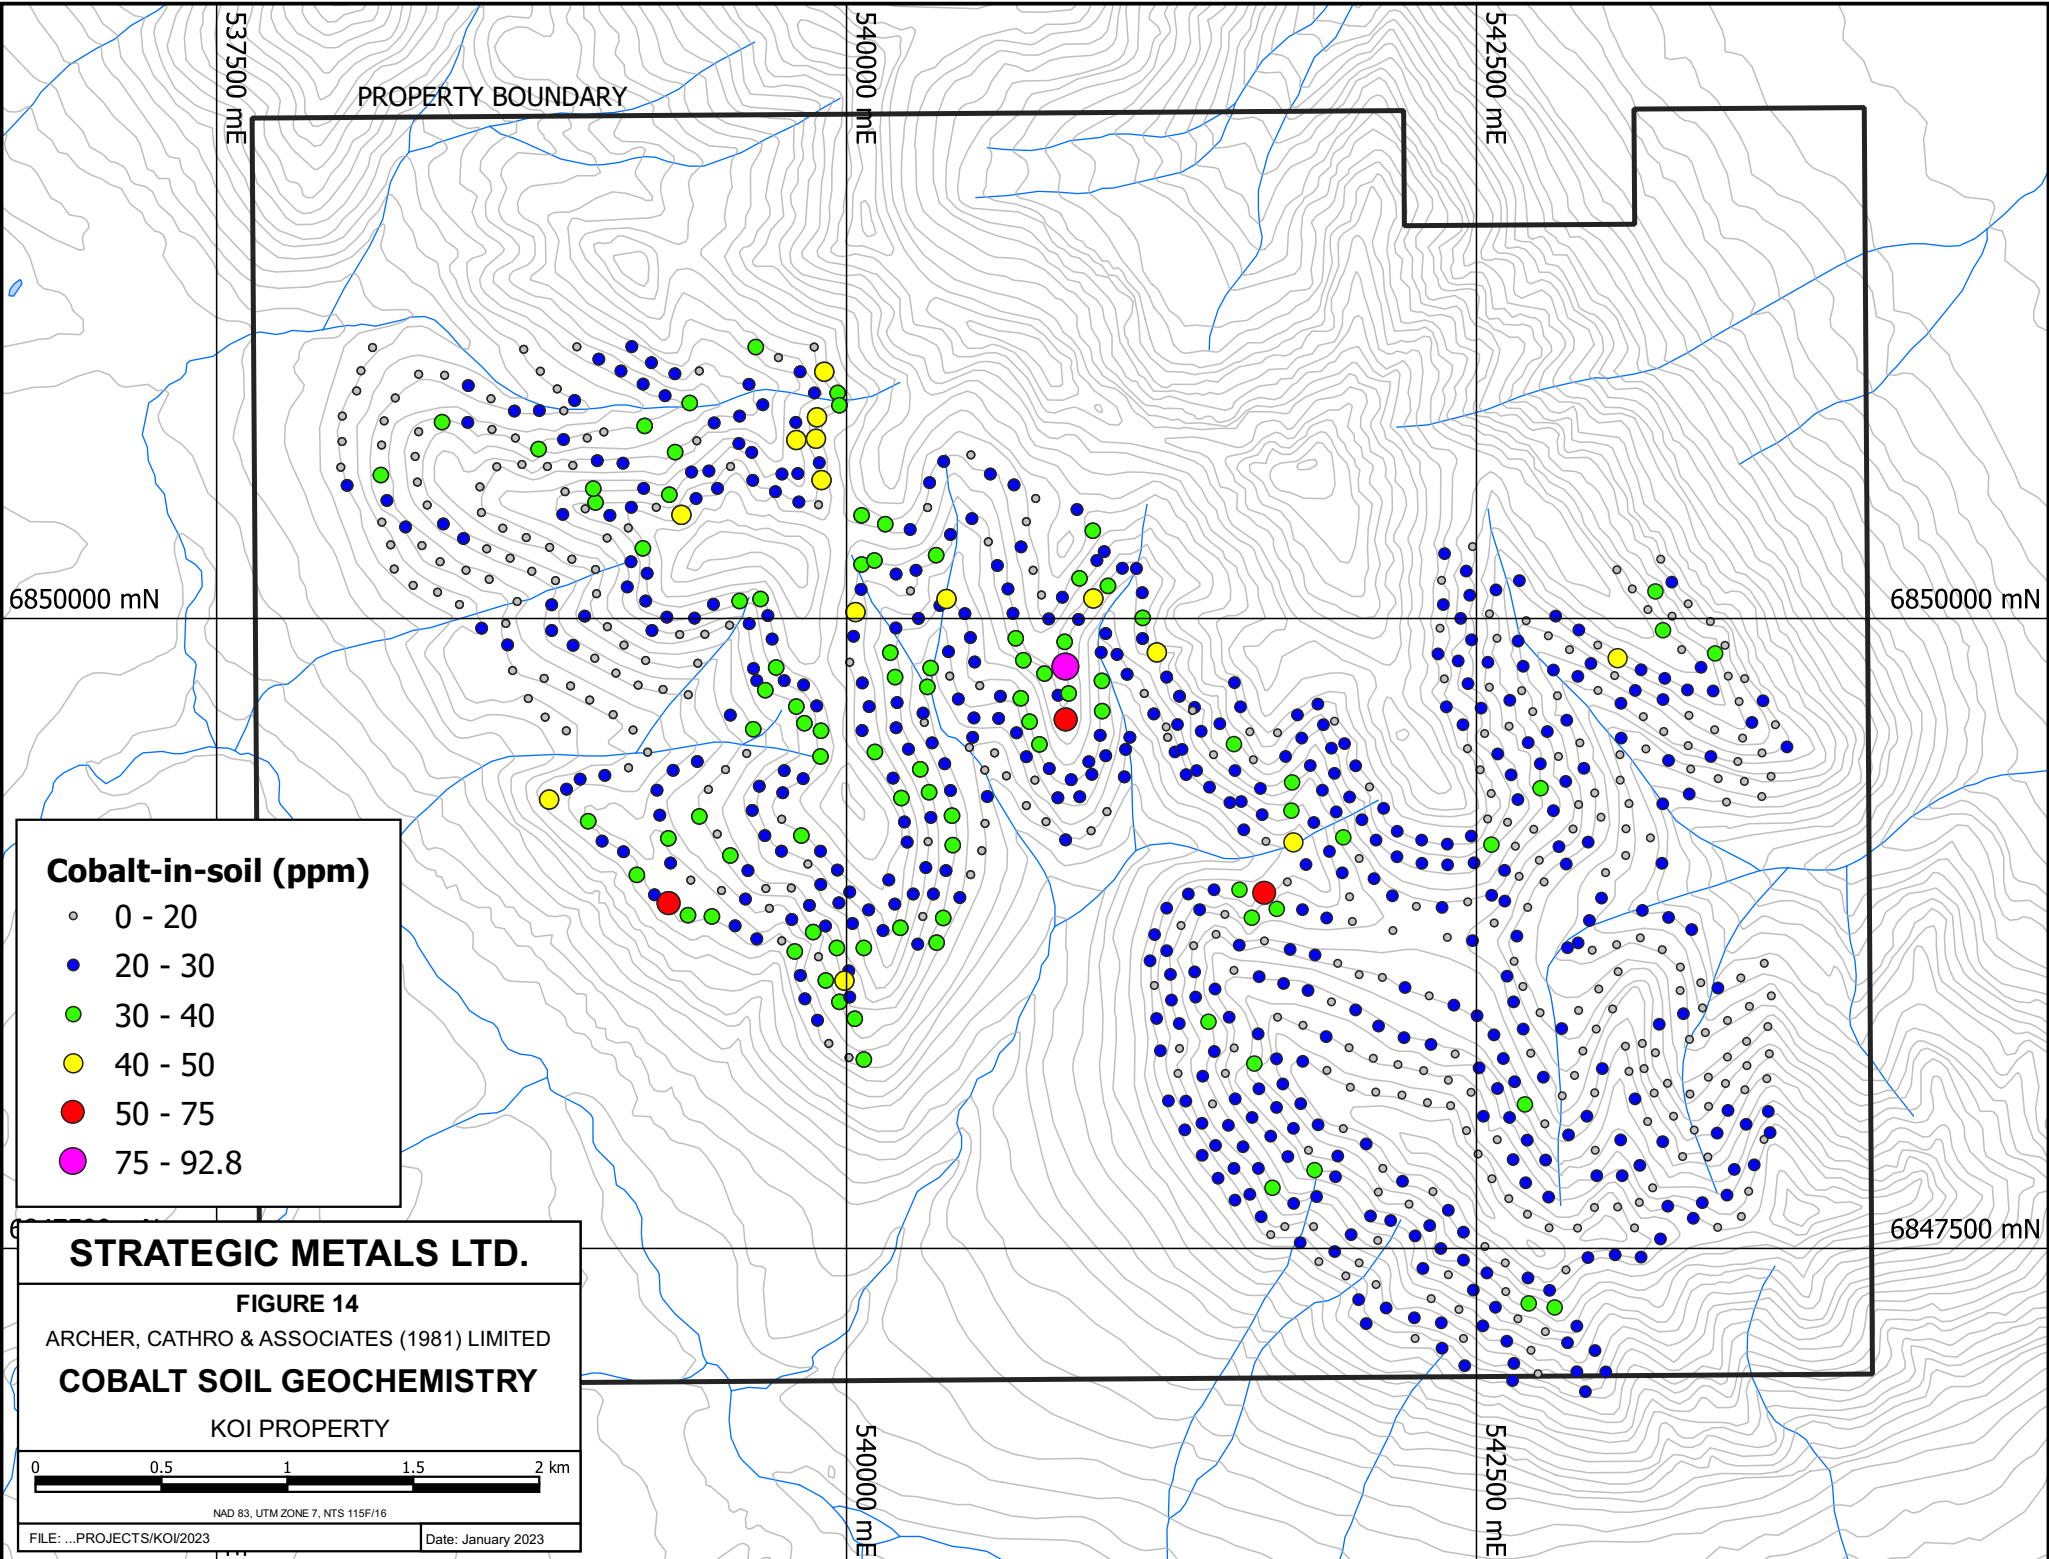 537500 mE
540000 mE
542500 mE
PROPERTY BOUNDARY
6850000 mN
6850000 mN
Cobalt-in-soil (ppm)
0 - 20
20 - 30
30 - 40
40 - 50
50 - 75
75 - 92.8
6847500 mN
STRATEGIC METALS LTD.
FIGURE 14
ARCHER, CATHRO & ASSOCIATES (1981) LIMITED
COBALT SOIL GEOCHEMISTRY
KOI PROPERTY
0 0.5 1 1.5 2 km
NAD 83, UTM ZONE 7, NTS 115F/16
FILE: ...PROJECTS/KOI/2023
Date: January 2023
540000 mE
542500 mE